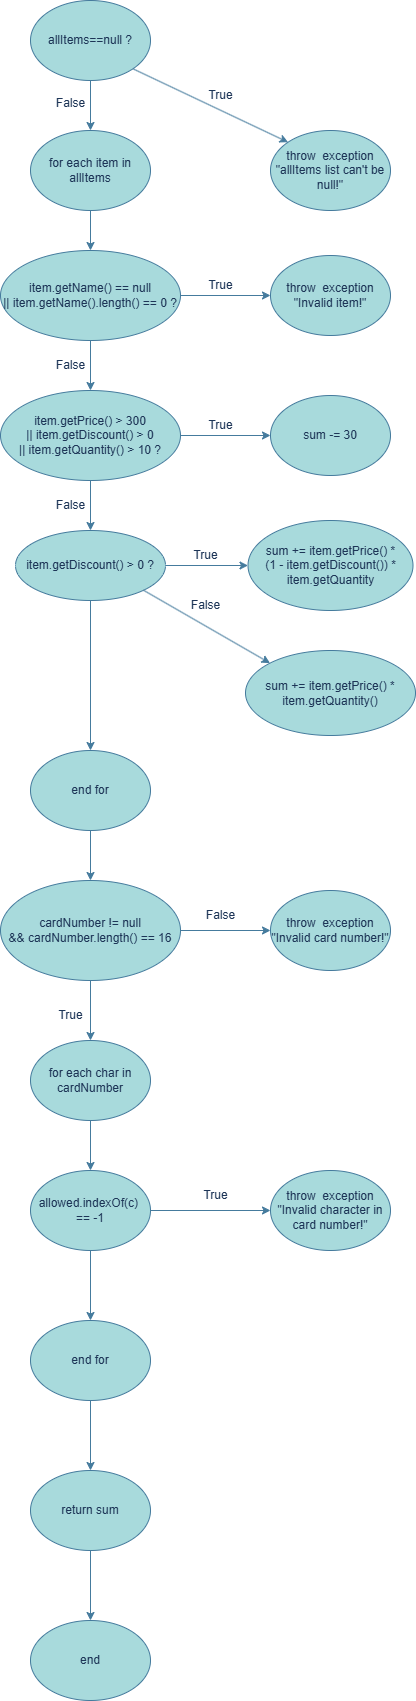 allItems==null ?
True
False
for each item in
allItems
throw  exception
"allItems list can't be
null!"
item.getName() == null
|| item.getName().length() == 0 ?
True
throw  exception
"Invalid item!"
False
item.getPrice() > 300
|| item.getDiscount() > 0
|| item.getQuantity() > 10 ?
True
sum -= 30
False
item.getDiscount() > 0 ?
True
sum += item.getPrice() *
(1 - item.getDiscount()) *
item.getQuantity
False
sum += item.getPrice() *
item.getQuantity()
end for
cardNumber != null
&& cardNumber.length() == 16
False
throw  exception
"Invalid card number!"
True
for each char in
cardNumber
allowed.indexOf(c)
== -1
True
throw  exception
"Invalid character in
card number!"
end for
return sum
end